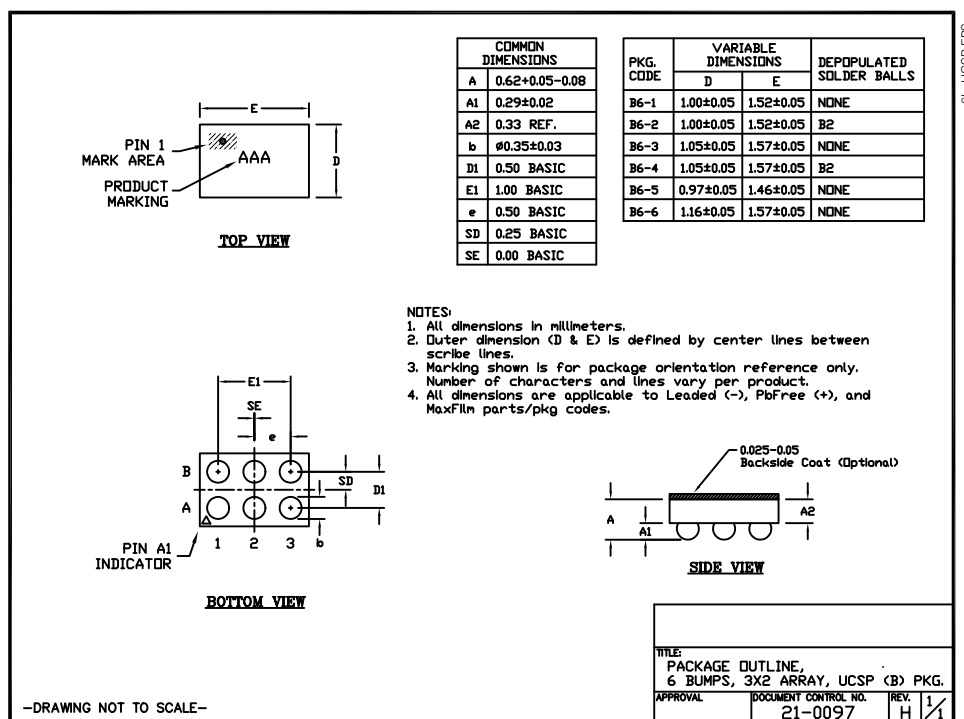 COMMON DIMENSIONS
A 0.62+0.05-0.08
A1 0.29±0.02
A2 0.33 REF.
b ø0.35±0.03
D1 0.50 BASIC
E1 1.00 BASIC
e 0.50 BASIC
SD 0.25 BASIC
SE 0.00 BASIC
PKG. CODE
VARIABLE DIMENSIONS
D E
DEPOPULATED SOLDER BALLS
B6-1 1.00±0.05 1.52±0.05 NONE
B6-2 1.00±0.05 1.52±0.05 B2
B6-3 1.05±0.05 1.57±0.05 NONE
B6-4 1.05±0.05 1.57±0.05 B2
B6-5 0.97±0.05 1.46±0.05 NONE
B6-6 1.16±0.05 1.57±0.05 NONE
E
D
PIN 1
MARK AREA
AAA
PRODUCT
MARKING
TOP VIEW
NOTES:
1. All dimensions in millimeters.
2. Outer dimension (D & E) is defined by center lines between
scribe lines.
3. Marking shown is for package orientation reference only.
Number of characters and lines vary per product.
4. All dimensions are applicable to Leaded (-), PbFree (+), and
MaxFilm parts/pkg codes.
E1
SE
e
B
A
SD
D1
1 2 3 b
PIN A1
INDICATOR
BOTTOM VIEW
0.025-0.05
Backside Coat (Optional)
A
A1
A2
SIDE VIEW
TITLE:
PACKAGE OUTLINE,
6 BUMPS, 3X2 ARRAY, UCSP (B) PKG.
APPROVAL
DOCUMENT CONTROL NO.
21-0097
REV.
H
1/1
-DRAWING NOT TO SCALE-